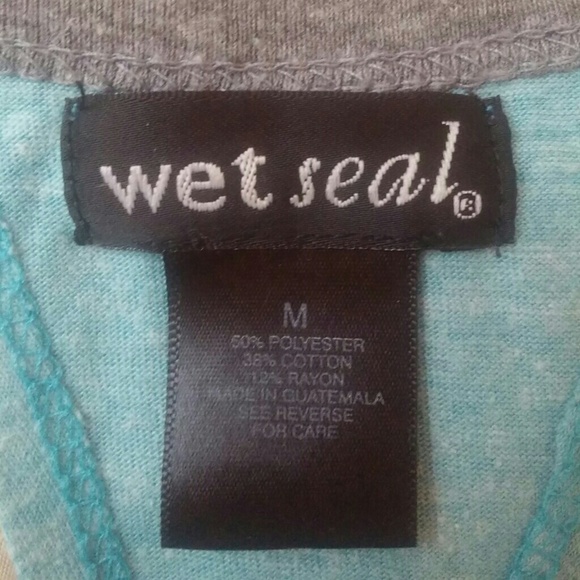 wet seal®
M
50% POLYESTER
38% COTTON
12% RAYON
MADE IN GUATEMALA
SEE REVERSE
FOR CARE